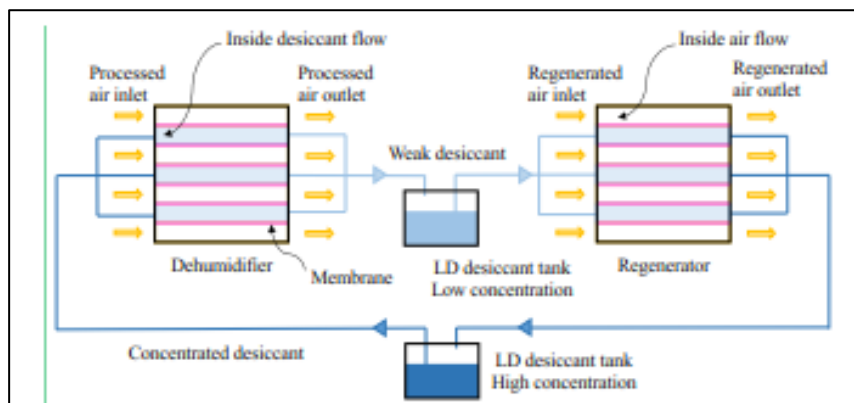 Inside desiccant flow
Inside air flow
Processed
air inlet
Processed
air outlet
Regenerated
air inlet
Regenerated
air outlet
Weak desiccant
Dehumidifier
Membrane
LD desiccant tank
Low concentration
Regenerator
Concentrated desiccant
LD desiccant tank
High concentration